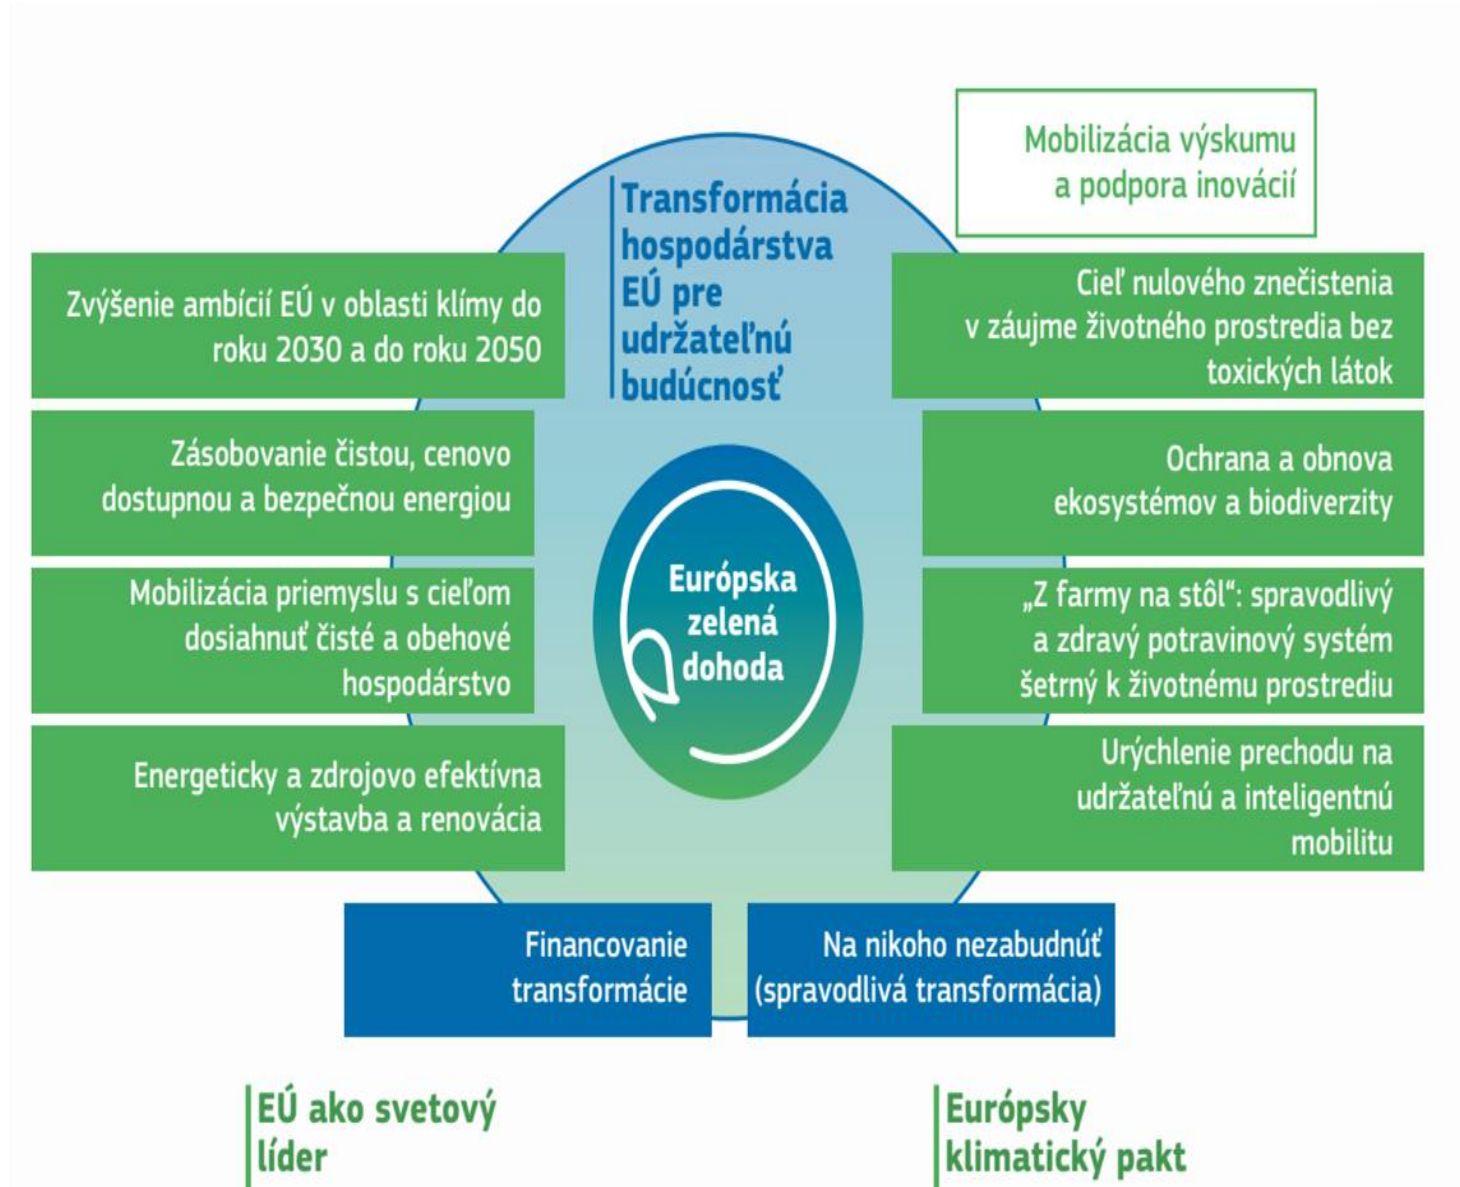 Mobilizácia výskumu
a podpora inovácií
Transformácia
hospodárstva
EÚ pre
udržateľnú
budúcnosť
Zvýšenie ambícií EÚ v oblasti klímy do
roku 2030 a do roku 2050
Zásobovanie čistou, cenovo
dostupnou a bezpečnou energiou
Mobilizácia priemyslu s cieľom
dosiahnuť čisté a obehové
hospodárstvo
Energeticky a zdrojovo efektívna
výstavba a renovácia
Európska
zelená
dohoda
Cieľ nulového znečistenia
v záujme životného prostredia bez
toxických látok
Ochrana a obnova
ekosystémov a biodiverzity
„Z farmy na stôl“: spravodlivý
a zdravý potravinový systém
šetrný k životnému prostrediu
Urýchlenie prechodu na
udržateľnú a inteligentnú
mobilitu
Financovanie
transformácie
Na nikoho nezabudnúť
(spravodlivá transformácia)
EÚ ako svetový
líder
Európsky
klimatický pakt